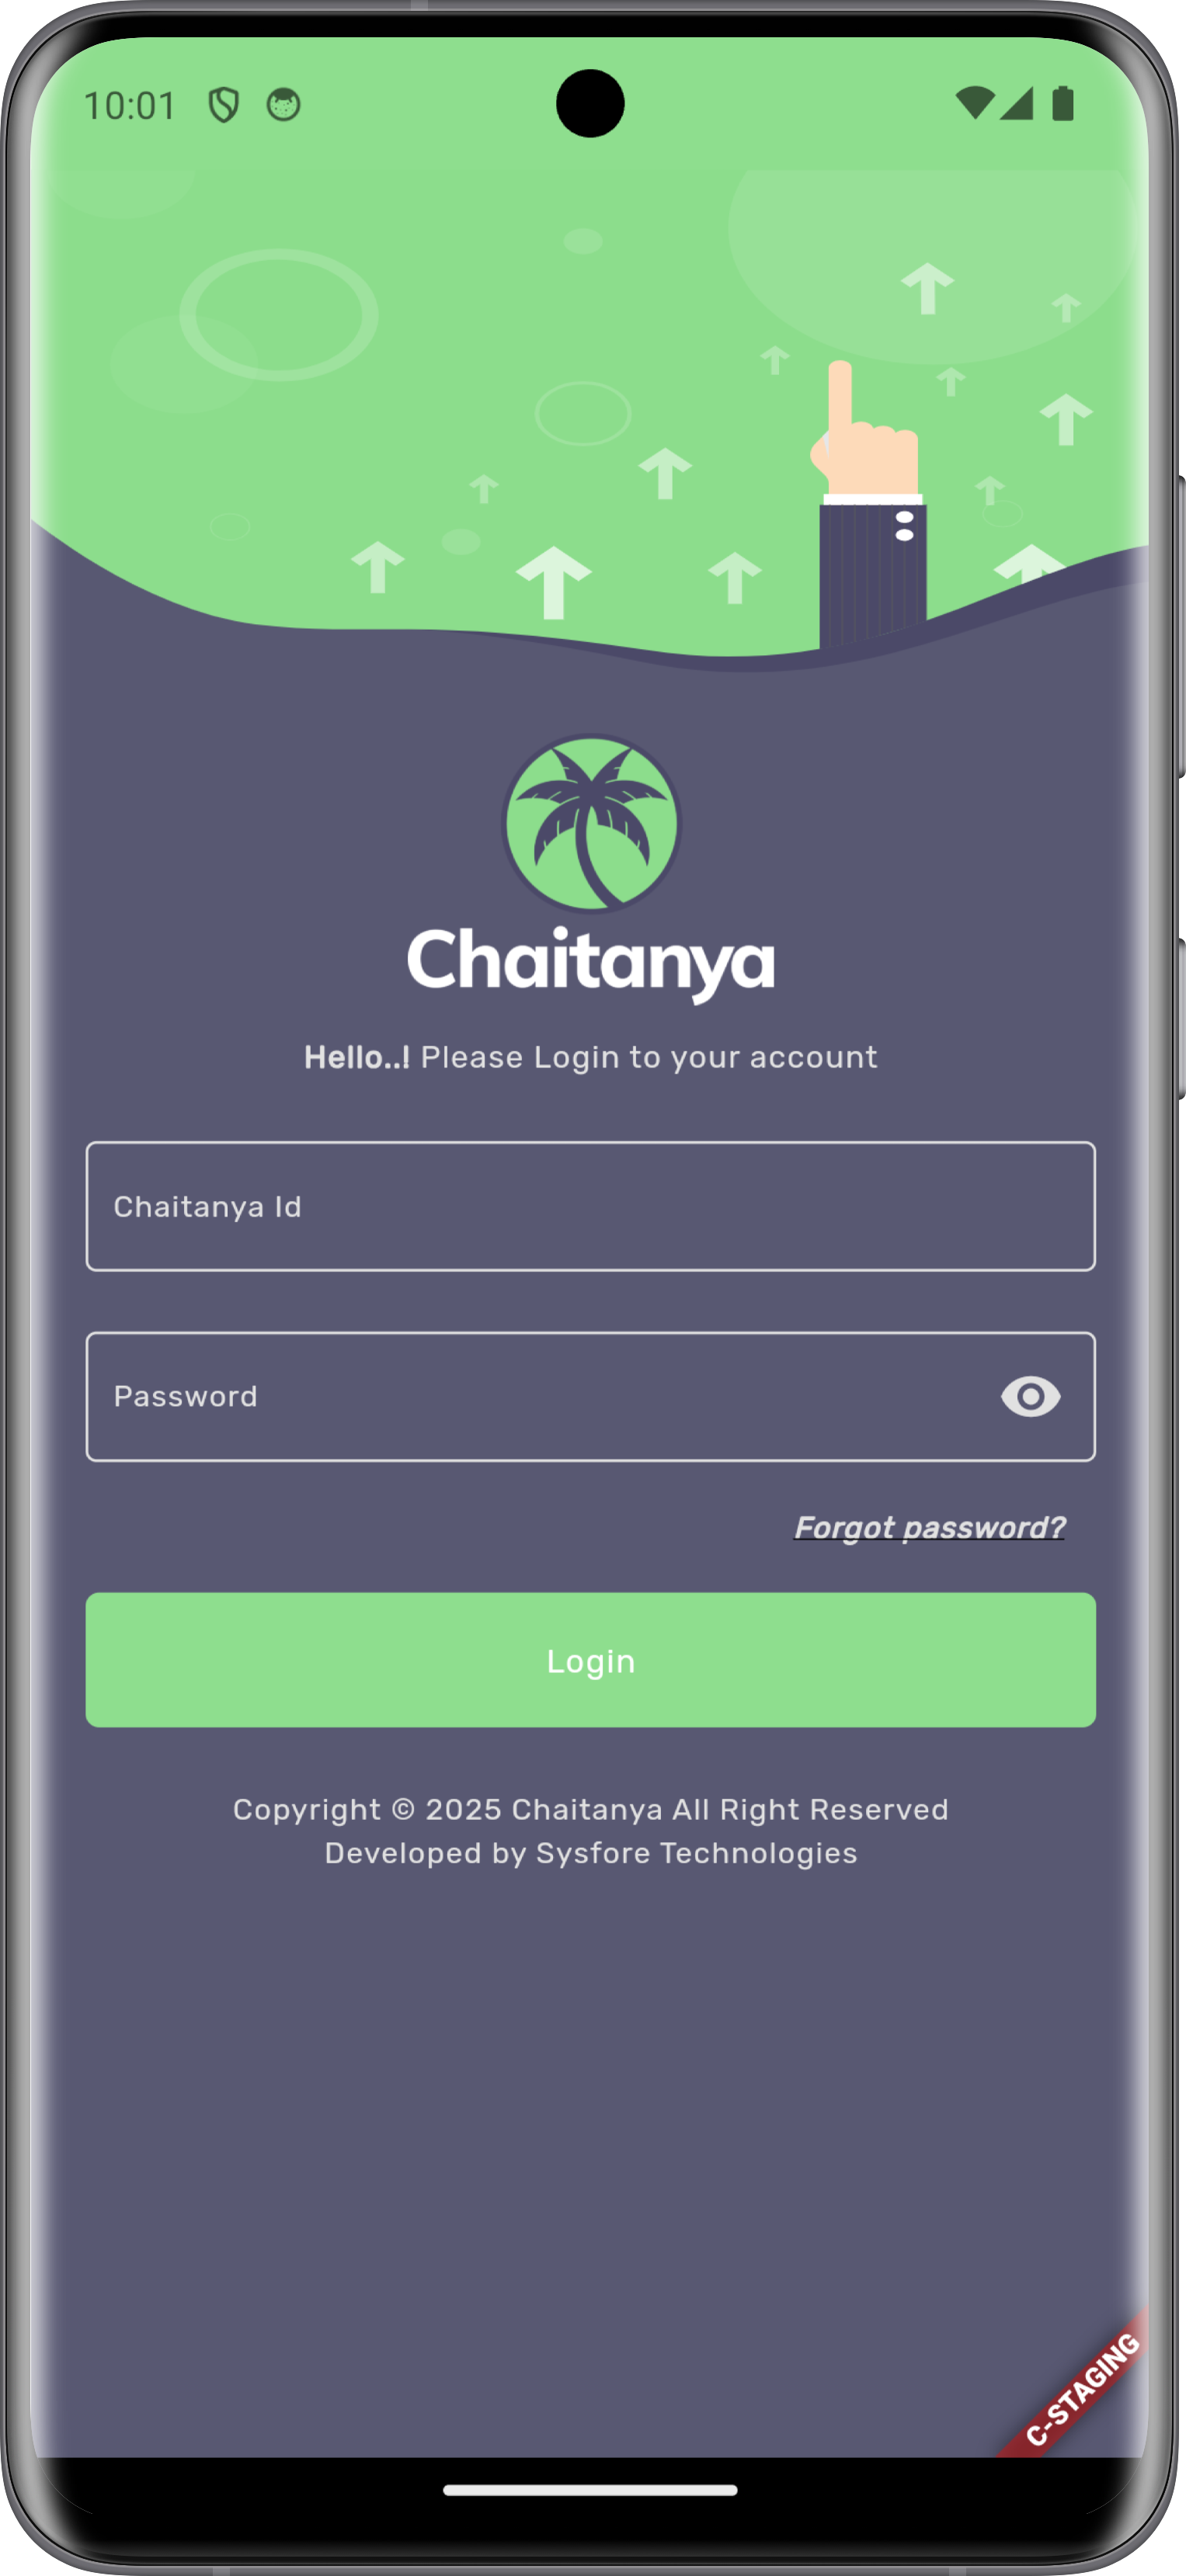 10:01
Chaitanya
Hello..! Please Login to your account
Chaitanya Id
Password
Forgot password?
Login
Copyright © 2025 Chaitanya All Right Reserved
Developed by Sysfore Technologies
C-STAGING